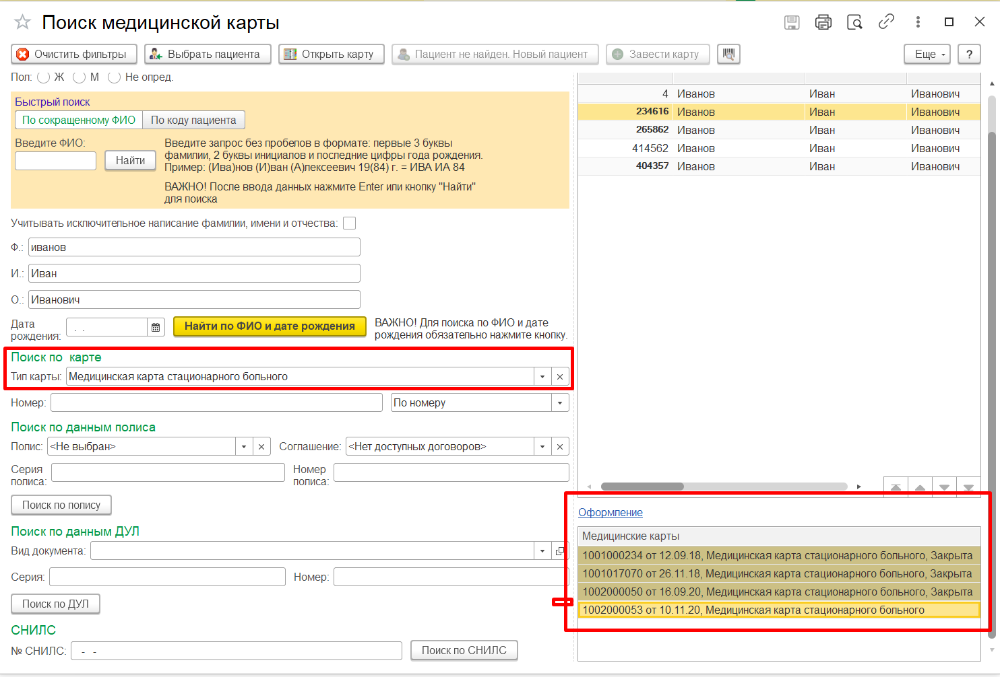 Поиск медицинской карты
Очистить фильтры
Выбрать пациента
Открыть карту
Пациент не найден. Новый пациент
Завести карту
Еще
?
Пол: Ж М Не опред.
Быстрый поиск
По сокращенному ФИО
По коду пациента
Введите ФИО:
Найти
Введите запрос без пробелов в формате: первые 3 буквы
фамилии, 2 буквы инициалов и последние цифры года рождения.
Пример: (Ива)нов (И)ван (А)лексеевич 19(84) г. = ИВА ИА 84
ВАЖНО! После ввода данных нажмите Enter или кнопку "Найти"
для поиска
Учитывать исключительное написание фамилии, имени и отчества:
Ф.: иванов
И.: Иван
О.: Иванович
Дата
рождения: . .
Найти по ФИО и дате рождения
ВАЖНО! Для поиска по ФИО и дате
рождения обязательно нажмите кнопку.
Поиск по карте
Тип карты: Медицинская карта стационарного больного
Номер:
По номеру
Поиск по данным полиса
Полис: <Не выбран>
Соглашение: <Нет доступных договоров>
Серия
полиса:
Номер
полиса:
Поиск по полису
Поиск по данным ДУЛ
Вид документа:
Серия:
Номер:
Поиск по ДУЛ
СНИЛС
№ СНИЛС: - -
Поиск по СНИЛС
4 Иванов Иван Иванович
234616 Иванов Иван Иванович
265862 Иванов Иван Иванович
414562 Иванов Иван Иванович
404357 Иванов Иван Иванович
Оформление
Медицинские карты
1001000234 от 12.09.18, Медицинская карта стационарного больного, Закрыта
1001017070 от 26.11.18, Медицинская карта стационарного больного, Закрыта
1002000050 от 16.09.20, Медицинская карта стационарного больного, Закрыта
1002000053 от 10.11.20, Медицинская карта стационарного больного